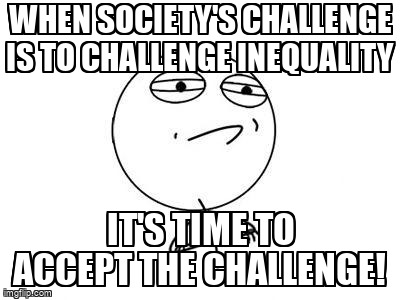 WHEN SOCIETY'S CHALLENGE
IS TO CHALLENGE INEQUALITY
IT'S TIME TO
ACCEPT THE CHALLENGE!
imgflip.com